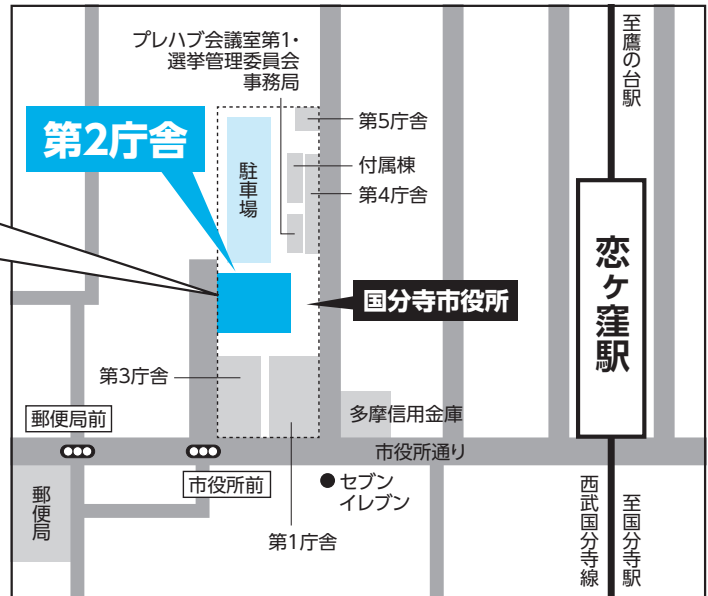 プレハブ会議室第1・
選挙管理委員会
事務局
至鷹の台駅
第2庁舎
第5庁舎
駐車場
付属棟
第4庁舎
恋ヶ窪駅
国分寺市役所
第3庁舎
多摩信用金庫
郵便局前
市役所通り
市役所前
セブン
イレブン
郵便局
西武国分寺線
至国分寺駅
第1庁舎